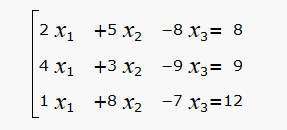 2 x₁ +5 x₂ -8 x₃= 8
4 x₁ +3 x₂ -9 x₃= 9
1 x₁ +8 x₂ -7 x₃=12